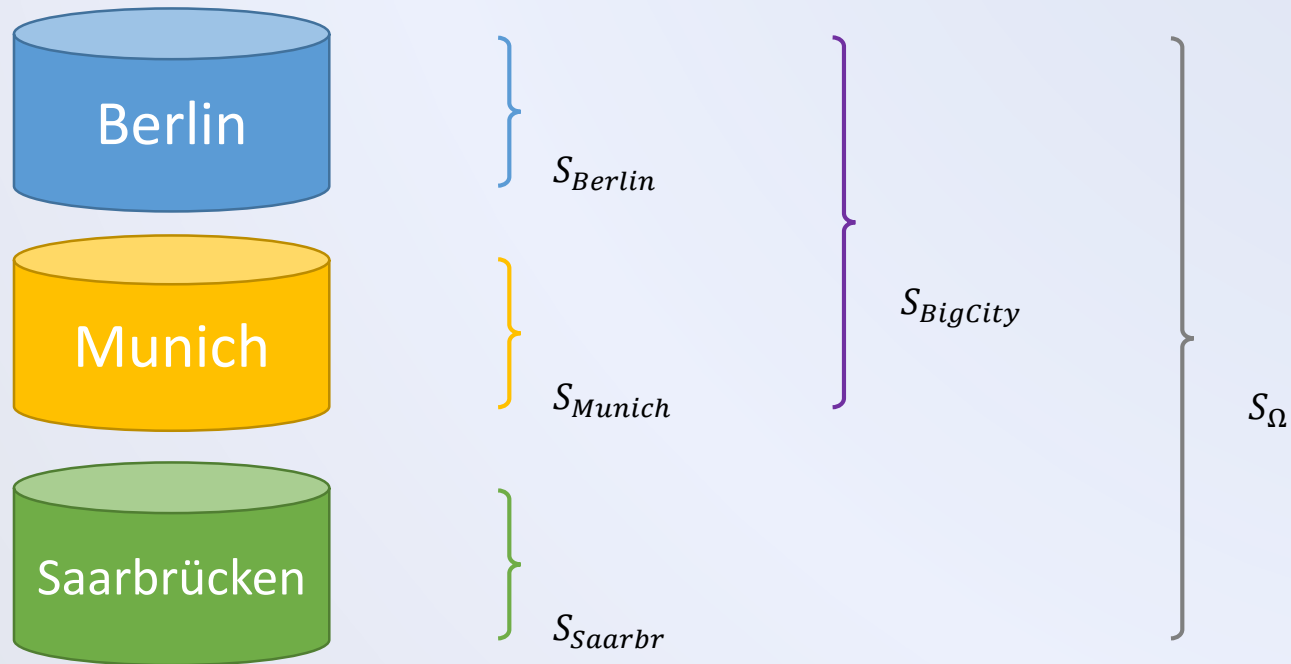 Berlin
S_Berlin
Munich
S_BigCity
S_Munich
S_Ω
Saarbrücken
S_Saarbr